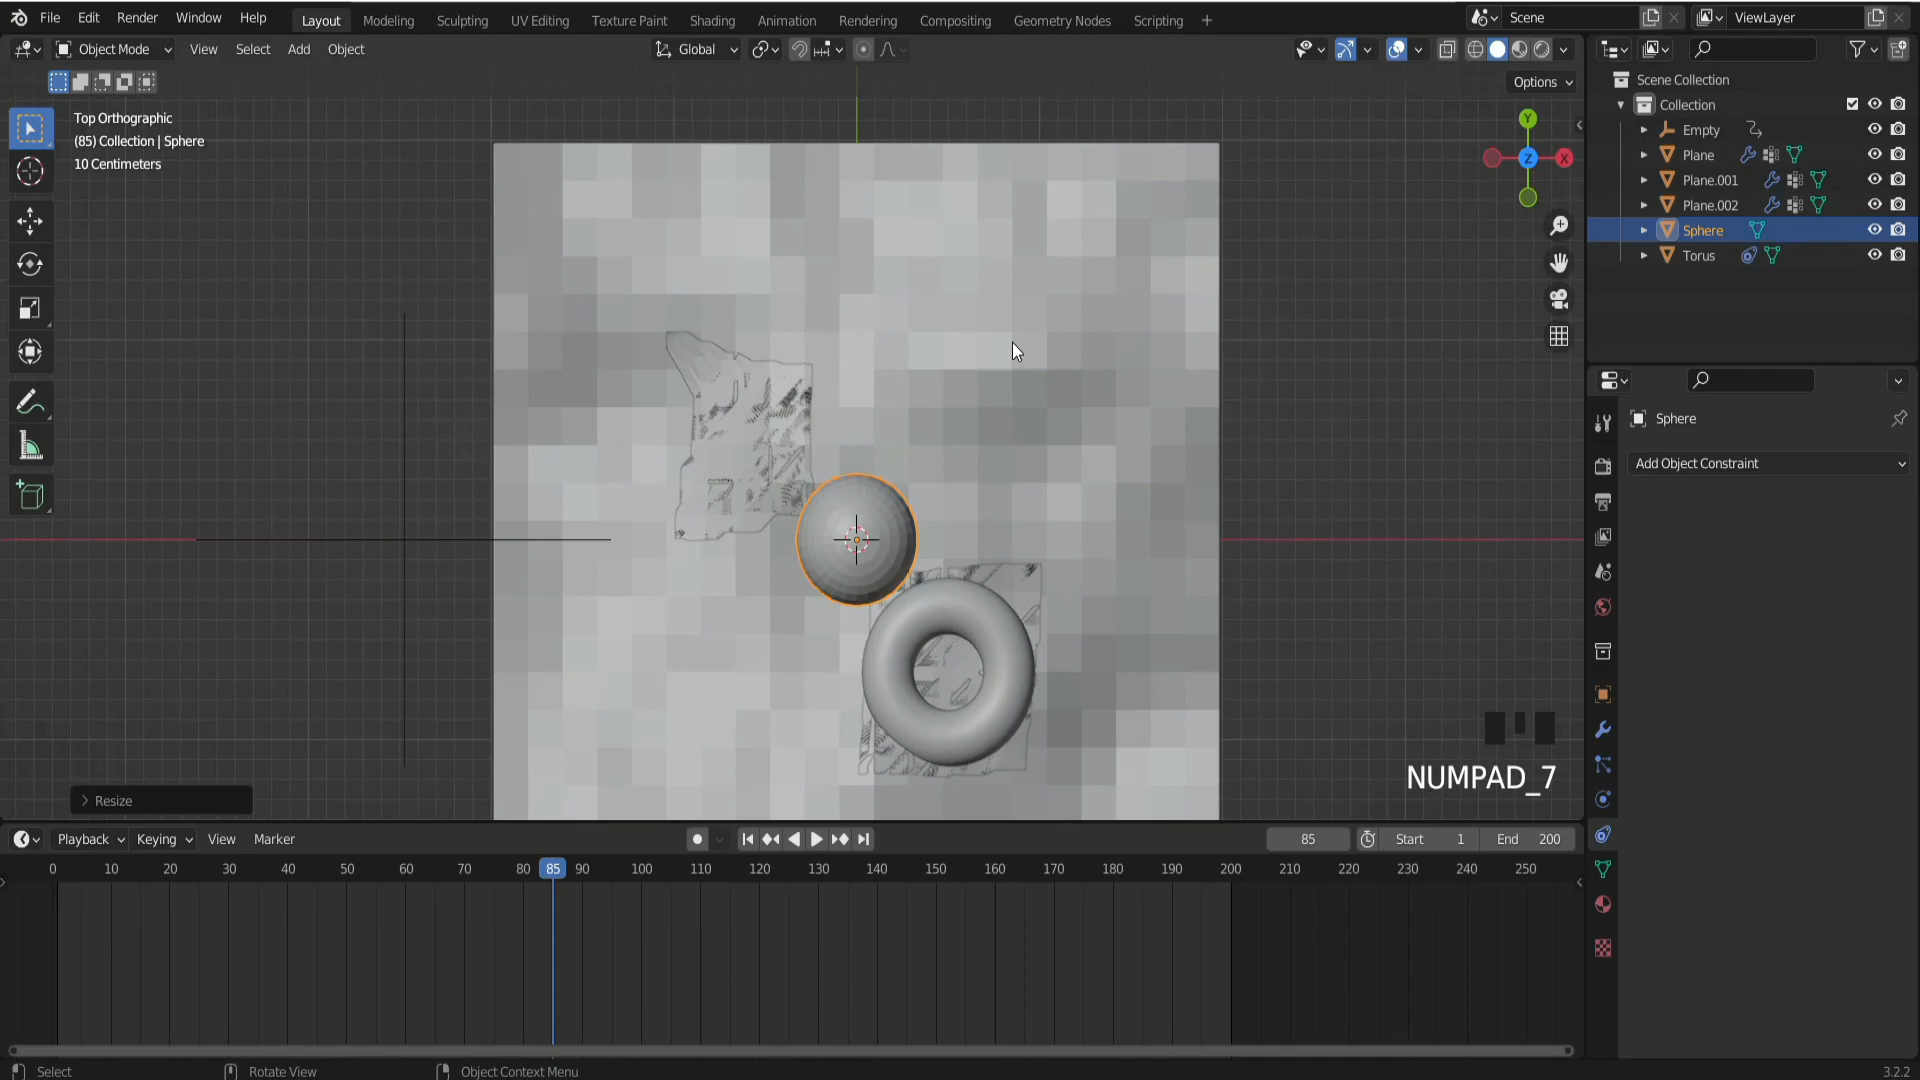 File Edit Render Window Help Layout Modeling Sculpting UV Editing Texture Paint Shading Animation Rendering Compositing Geometry Nodes Scripting + Scene ViewLayer
Object Mode View Select Add Object Global
Options
Top Orthographic
(85) Collection | Sphere
10 Centimeters
Y
Z
X
Scene Collection
Collection
Empty
Plane
Plane.001
Plane.002
Sphere
Torus
Sphere
Add Object Constraint
NUMPAD_7
Resize
Playback Keying View Marker 85 Start 1 End 200
0 10 20 30 40 50 60 70 80 85 90 100 110 120 130 140 150 160 170 180 190 200 210 220 230 240 250
Select Rotate View Object Context Menu 3.2.2